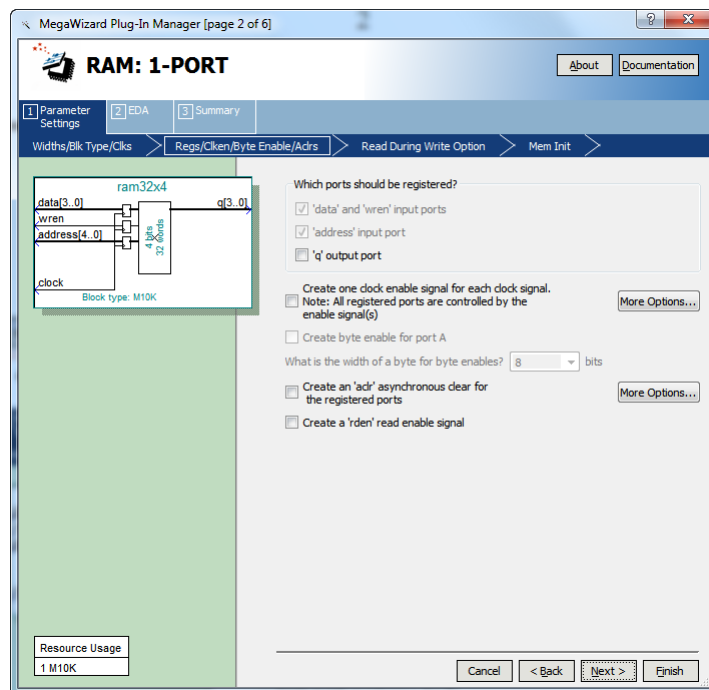 MegaWizard Plug-In Manager [page 2 of 6]
RAM: 1-PORT
About
Documentation
1 Parameter Settings
2 EDA
3 Summary
Widths/Blk Type/Clks
Regs/Clken/Byte Enable/Aclrs
Read During Write Option
Mem Init
ram32x4
data[3..0]
q[3..0]
wren
address[4..0]
4 bits
32 words
clock
Block type: M10K
Which ports should be registered?
'data' and 'wren' input ports
'address' input port
'q' output port
Create one clock enable signal for each clock signal.
Note: All registered ports are controlled by the
enable signal(s)
More Options...
Create byte enable for port A
What is the width of a byte for byte enables? 8 bits
Create an 'aclr' asynchronous clear for
the registered ports
More Options...
Create a 'rden' read enable signal
Resource Usage
1 M10K
Cancel
< Back
Next >
Finish